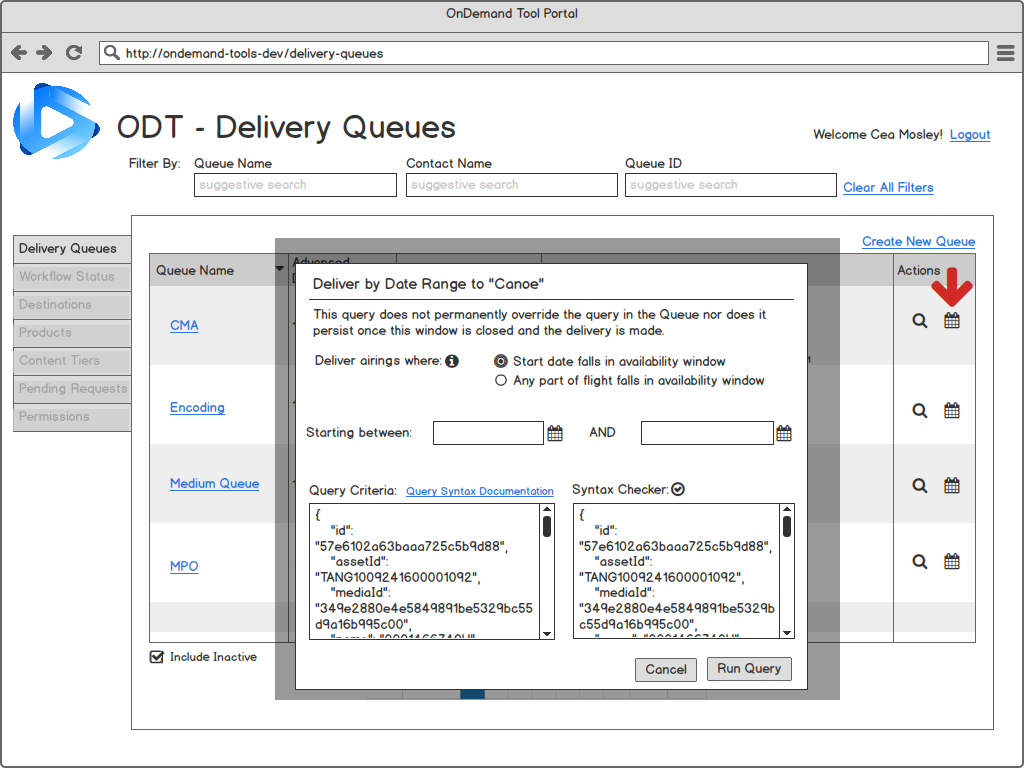 OnDemand Tool Portal
http://ondemand-tools-dev/delivery-queues
ODT - Delivery Queues
Welcome Cea Mosley! Logout
Filter By: Queue Name Contact Name Queue ID
suggestive search suggestive search suggestive search Clear All Filters
Create New Queue
Delivery Queues
Workflow Status
Destinations
Products
Content Tiers
Pending Requests
Permissions
Queue Name Advanced Actions
CMA
Encoding
Medium Queue
MPO
Include Inactive
Deliver by Date Range to "Canoe"
This query does not permanently override the query in the Queue nor does it
persist once this window is closed and the delivery is made.
Deliver airings where: Start date falls in availability window
Any part of flight falls in availability window
Starting between: AND
Query Criteria: Query Syntax Documentation
{
"id":
"57e6102a63baaa725c5b9d88",
"assetId":
"TANG1009241600001092",
"mediaId":
"349e2880e4e5849891be5329bc55
d9a16b995c00",
Syntax Checker:
{
"id":
"57e6102a63baaa725c5b9d88",
"assetId":
"TANG1009241600001092",
"mediaId":
"349e2880e4e5849891be5329b
c55d9a16b995c00",
Cancel Run Query